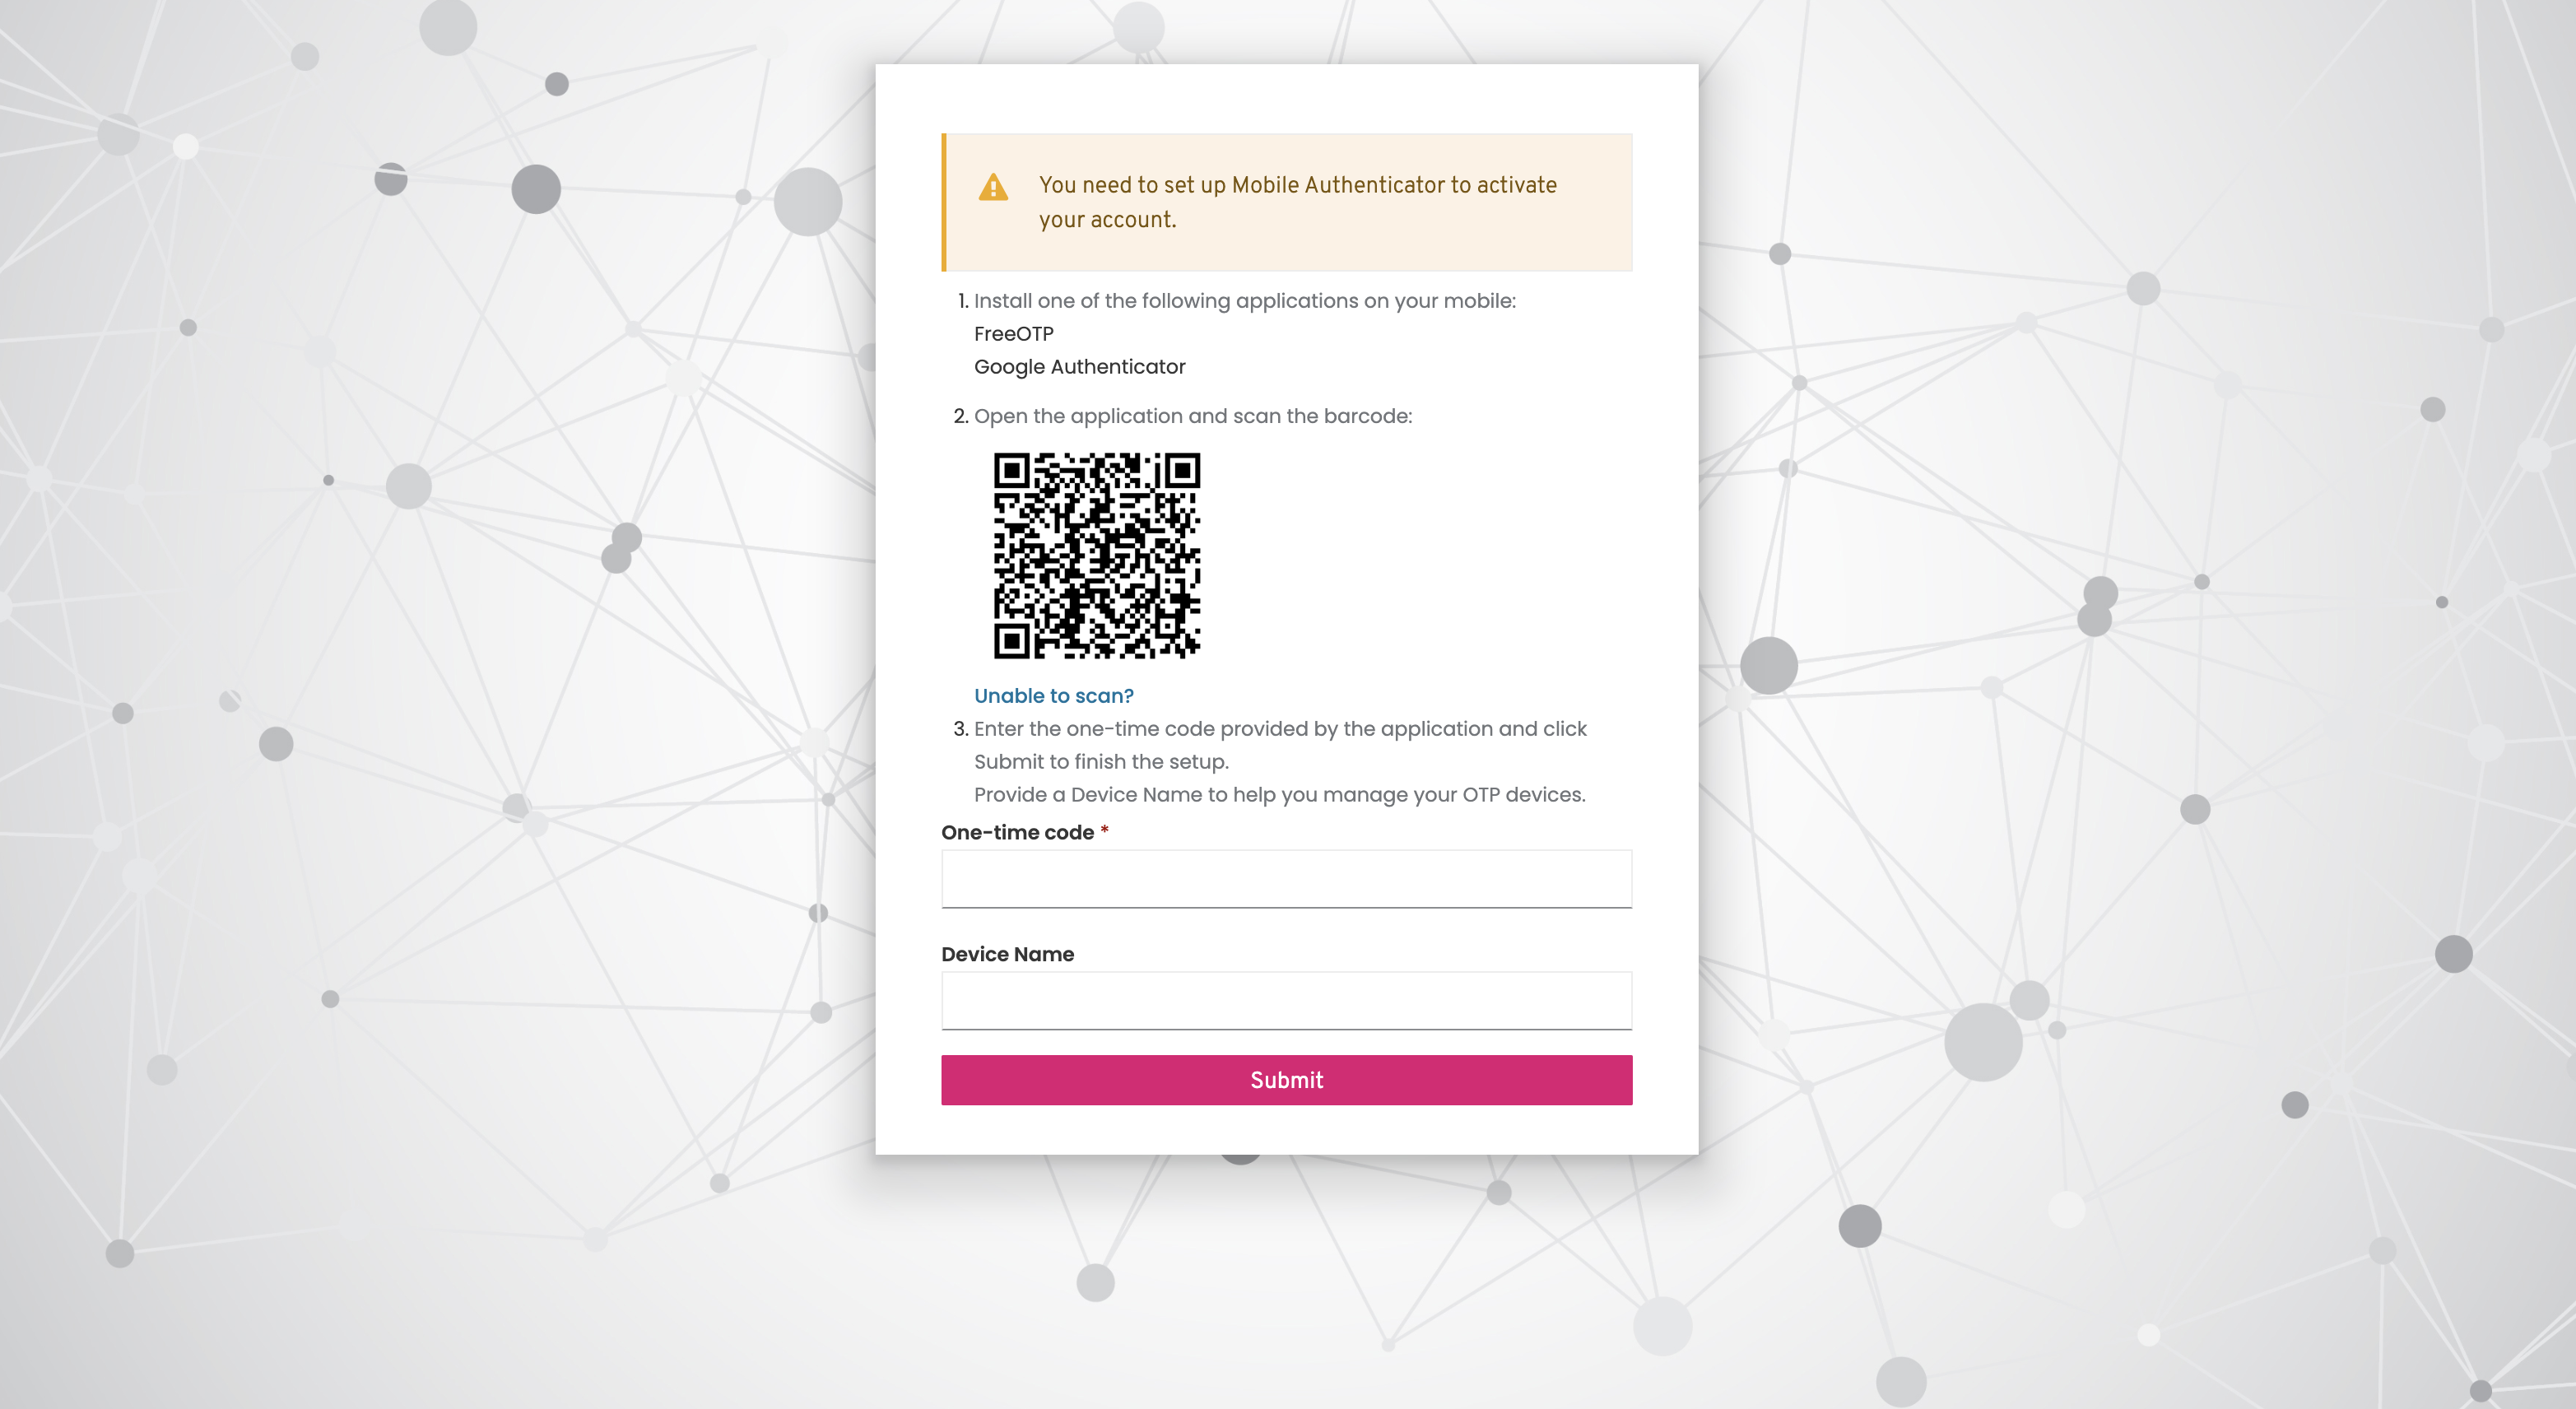 You need to set up Mobile Authenticator to activate
your account.
1. Install one of the following applications on your mobile:
FreeOTP
Google Authenticator
2. Open the application and scan the barcode:
Unable to scan?
3. Enter the one-time code provided by the application and click
Submit to finish the setup.
Provide a Device Name to help you manage your OTP devices.
One-time code *
Device Name
Submit